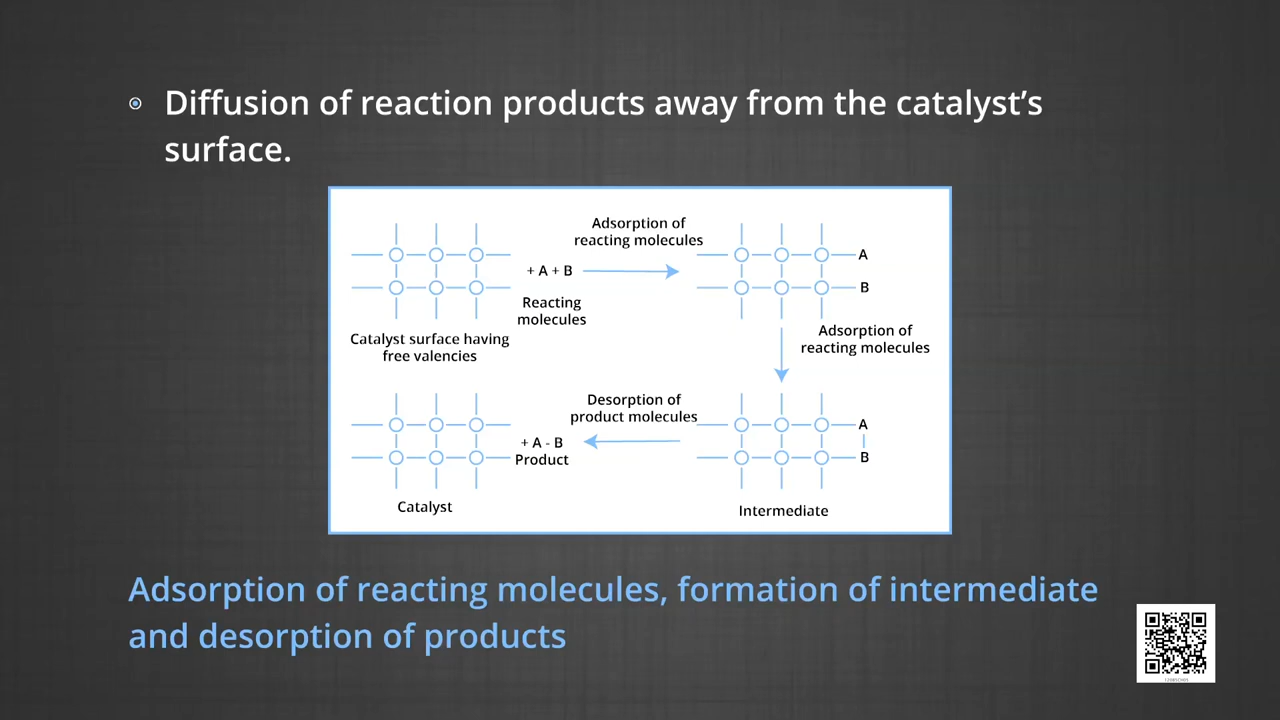 Diffusion of reaction products away from the catalyst’s
surface.
Adsorption of
reacting molecules
+ A + B
A
B
Reacting
molecules
Catalyst surface having
free valencies
Adsorption of
reacting molecules
Desorption of
product molecules
+ A - B
Product
A
B
Catalyst
Intermediate
Adsorption of reacting molecules, formation of intermediate
and desorption of products